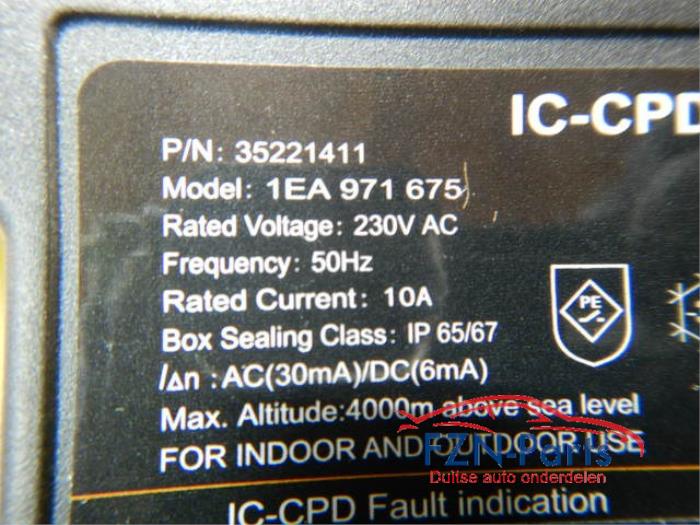 IC-CPD
P/N: 35221411
Model: 1EA 971 675
Rated Voltage: 230V AC
Frequency: 50Hz
Rated Current: 10A
Box Sealing Class: IP 65/67
PE
I∆n : AC(30mA)/DC(6mA)
Max. Altitude:4000m above sea level
FOR INDOOR AND OUTDOOR USE
FZN-Parts
Duitse auto onderdelen
IC-CPD Fault indication